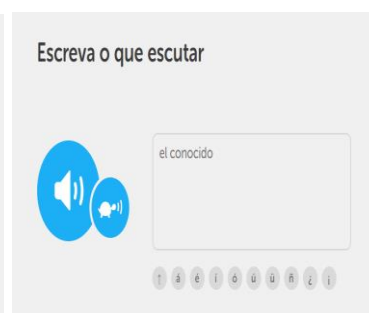 Escreva o que escutar
el conocido
↑ á é í ó ú ü ñ ¿ ¡